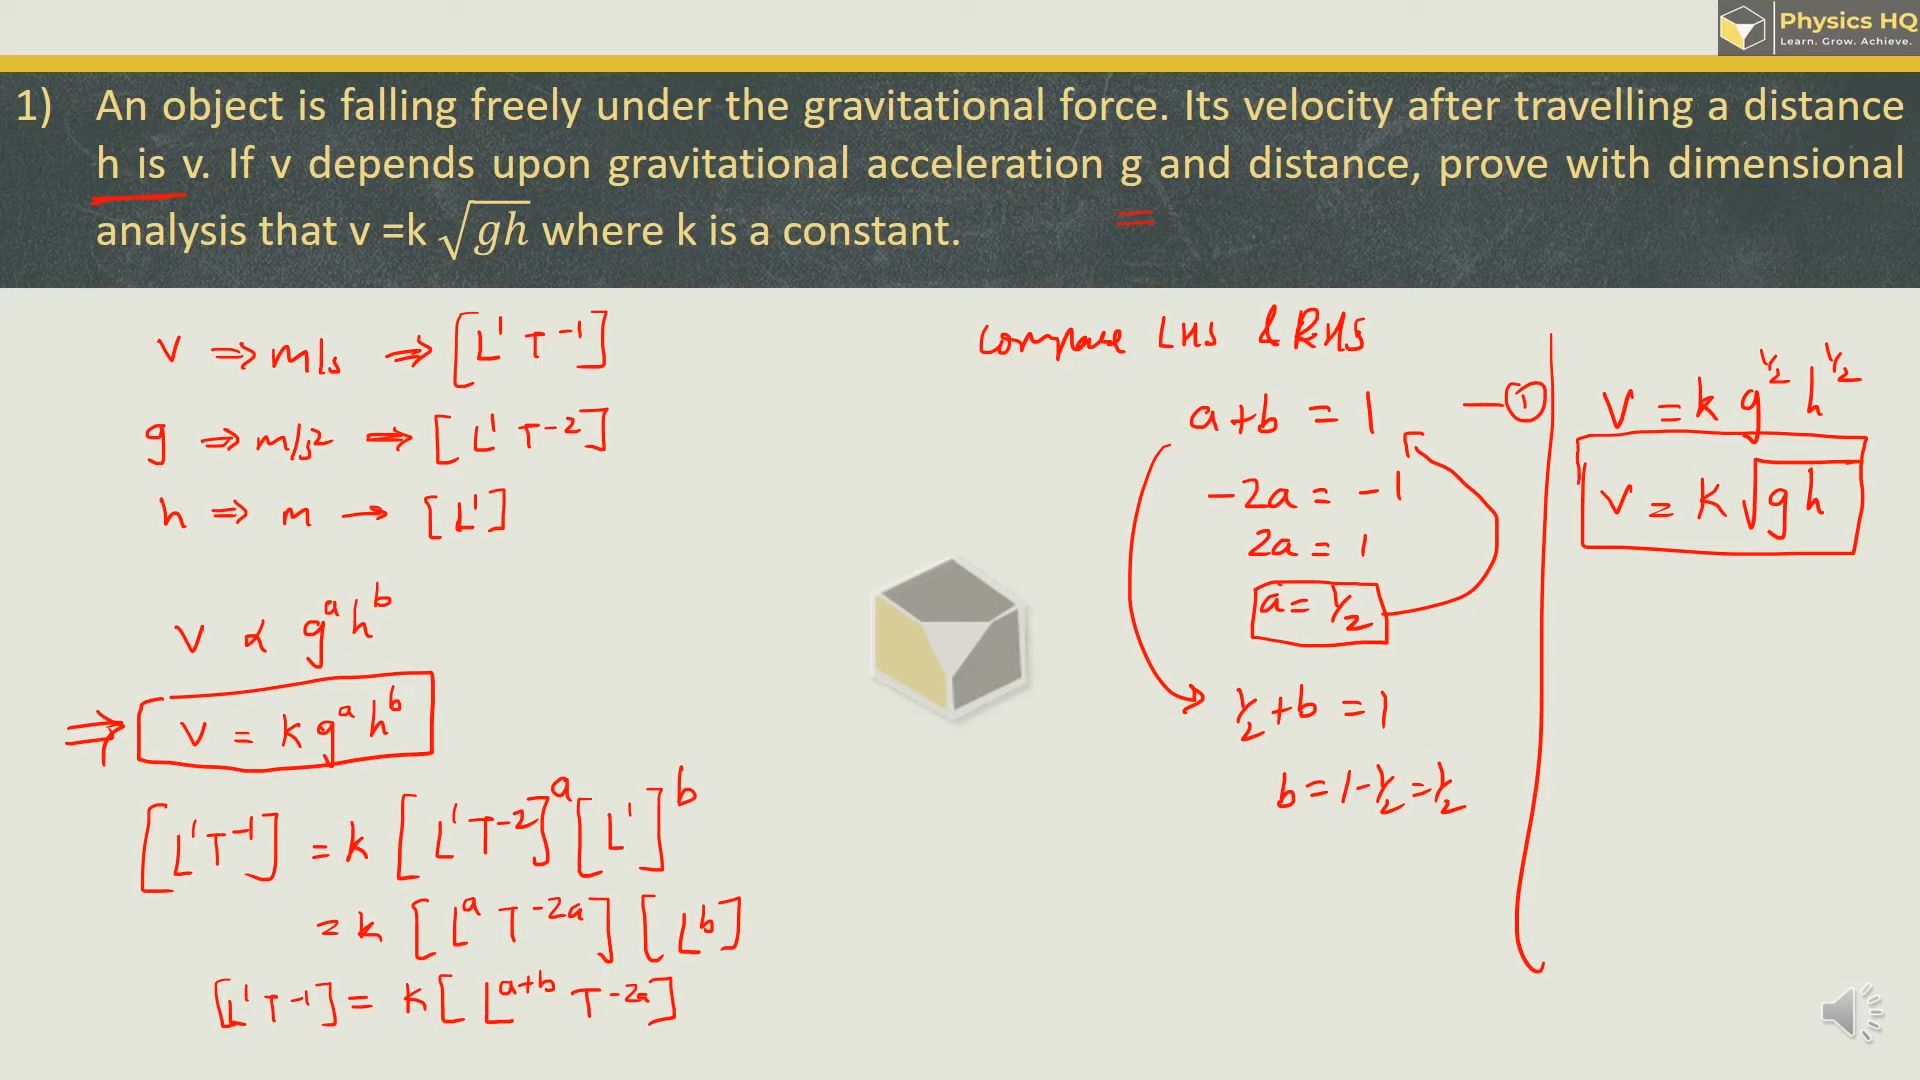 Physics HQ
Learn. Grow. Achieve.
1) An object is falling freely under the gravitational force. Its velocity after travelling a distance
h is v. If v depends upon gravitational acceleration g and distance, prove with dimensional
analysis that v =k √gh where k is a constant.
v ⇒ m/s ⇒ [L¹ T⁻¹]
g ⇒ m/s² ⇒ [L¹ T⁻²]
h ⇒ m → [L¹]
v ∝ gᵃ hᵇ
⇒ v = k gᵃ hᵇ
[L¹T⁻¹] = k [L¹T⁻²]ᵃ [L¹]ᵇ
= k [Lᵃ T⁻²ᵃ] [Lᵇ]
[L¹ T⁻¹] = k [Lᵃ⁺ᵇ T⁻²ᵃ]
Compare LHS & RHS
a+b = 1 — ①
-2a = -1
2a = 1
a = 1/2
1/2 + b = 1
b = 1 - 1/2 = 1/2
V = k g^1/2 h^1/2
V = K √gh